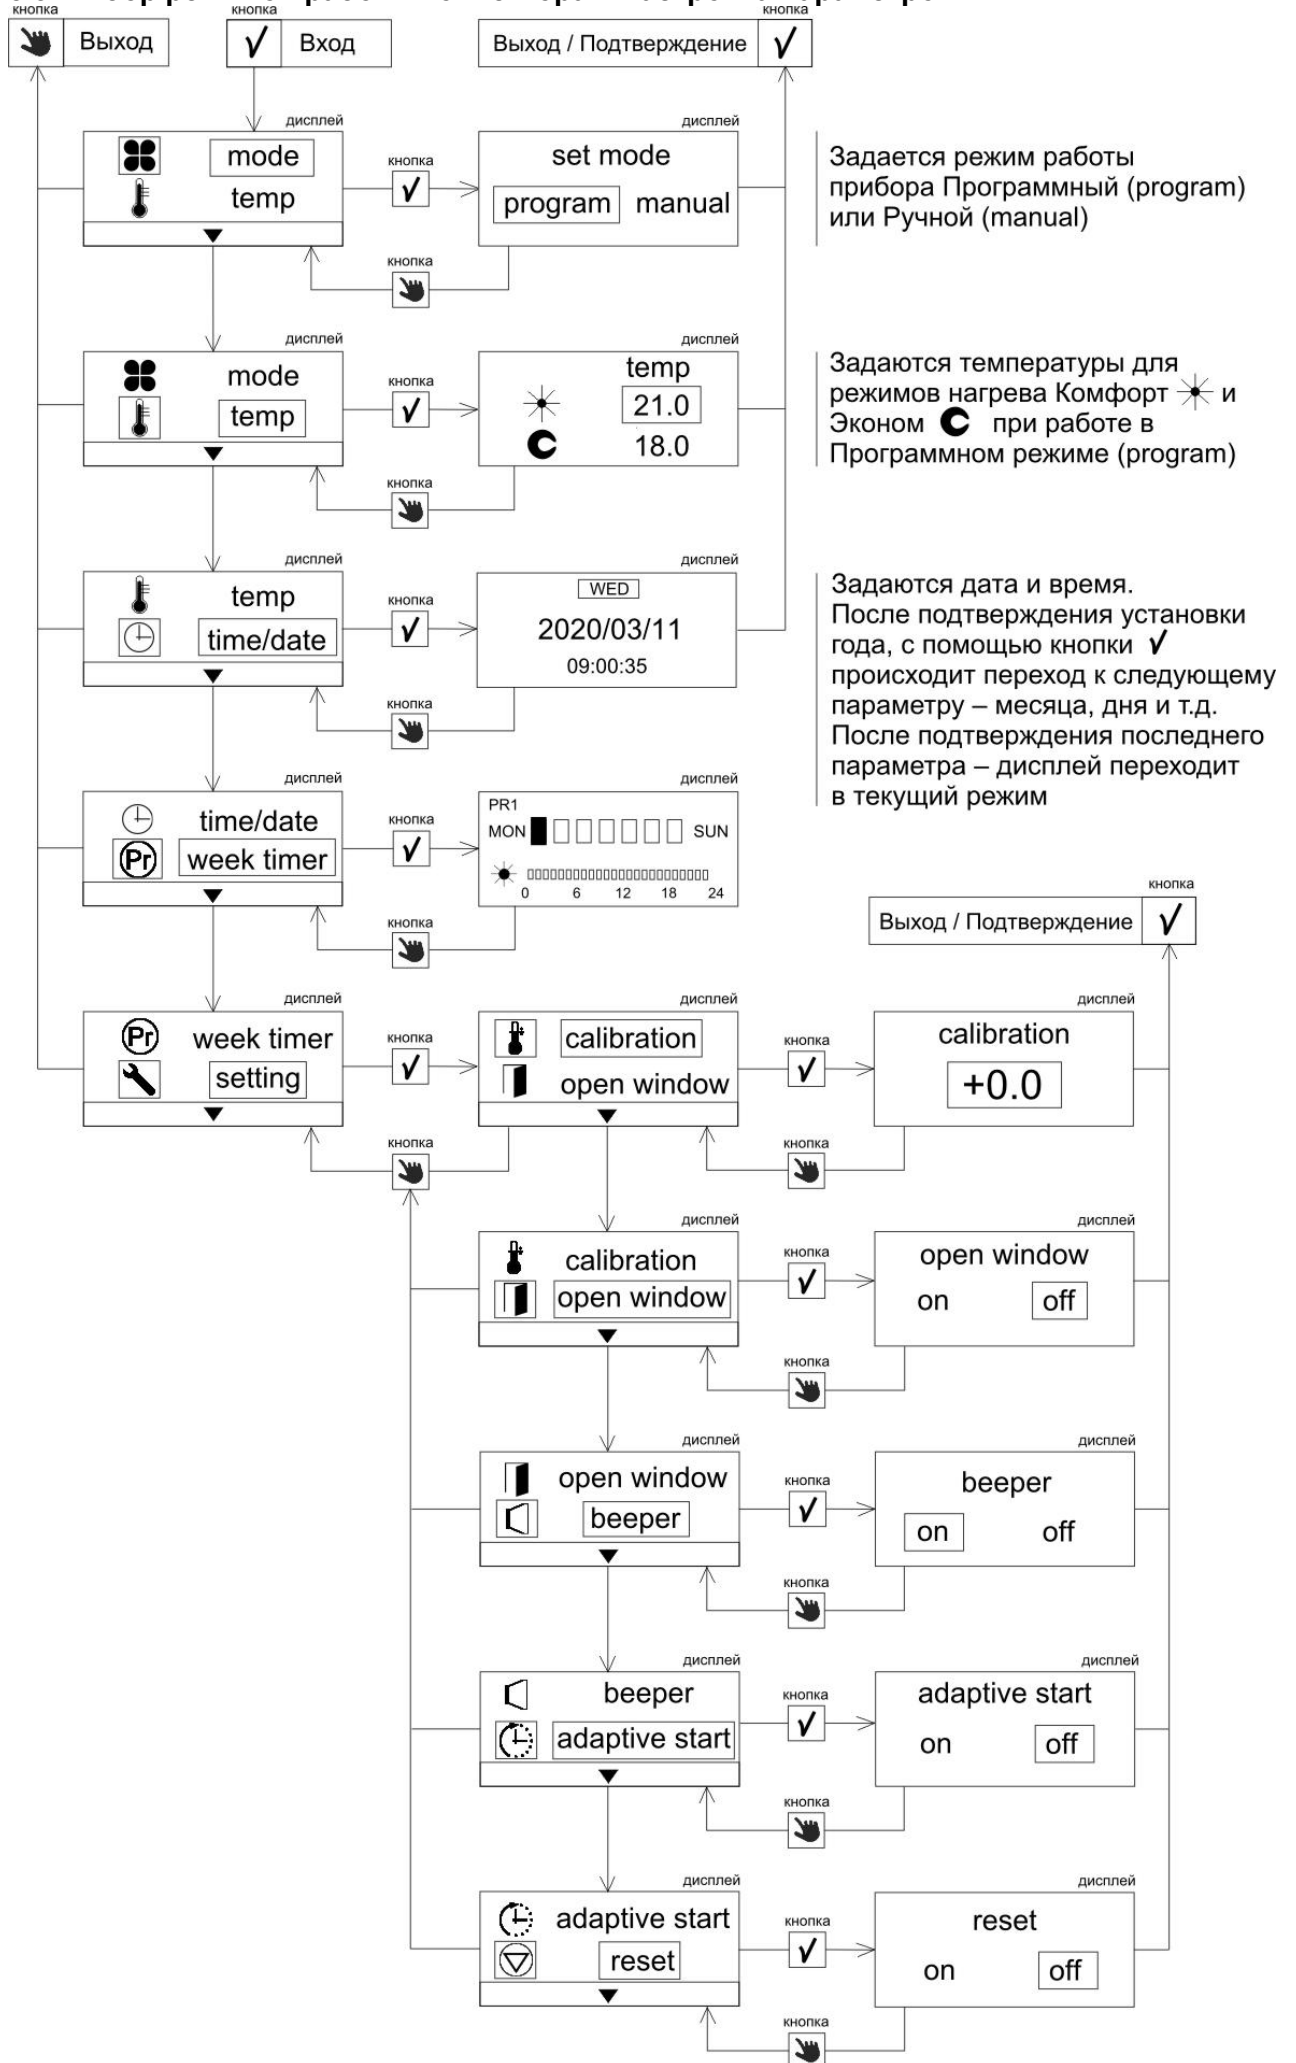 кнопка
кнопка
кнопка
Выход
Вход
Выход / Подтверждение
дисплей
дисплей
mode
temp
кнопка
set mode
program manual
кнопка
Задается режим работы
прибора Программный (program)
или Ручной (manual)
дисплей
дисплей
mode
temp
кнопка
temp
21.0
18.0
кнопка
Задаются температуры для
режимов нагрева Комфорт и
Эконом при работе в
Программном режиме (program)
дисплей
дисплей
temp
time/date
кнопка
WED
2020/03/11
09:00:35
кнопка
Задаются дата и время.
После подтверждения установки
года, с помощью кнопки √
происходит переход к следующему
параметру – месяца, дня и т.д.
После подтверждения последнего
параметра – дисплей переходит
в текущий режим
дисплей
дисплей
time/date
Pr week timer
кнопка
PR1
MON SUN
0 6 12 18 24
кнопка
кнопка
Выход / Подтверждение
дисплей
дисплей
дисплей
Pr week timer
setting
кнопка
calibration
open window
кнопка
calibration
+0.0
кнопка
кнопка
дисплей
дисплей
calibration
open window
кнопка
open window
on off
кнопка
дисплей
дисплей
open window
beeper
кнопка
beeper
on off
кнопка
дисплей
дисплей
beeper
adaptive start
кнопка
adaptive start
on off
кнопка
дисплей
дисплей
adaptive start
reset
кнопка
reset
on off
кнопка